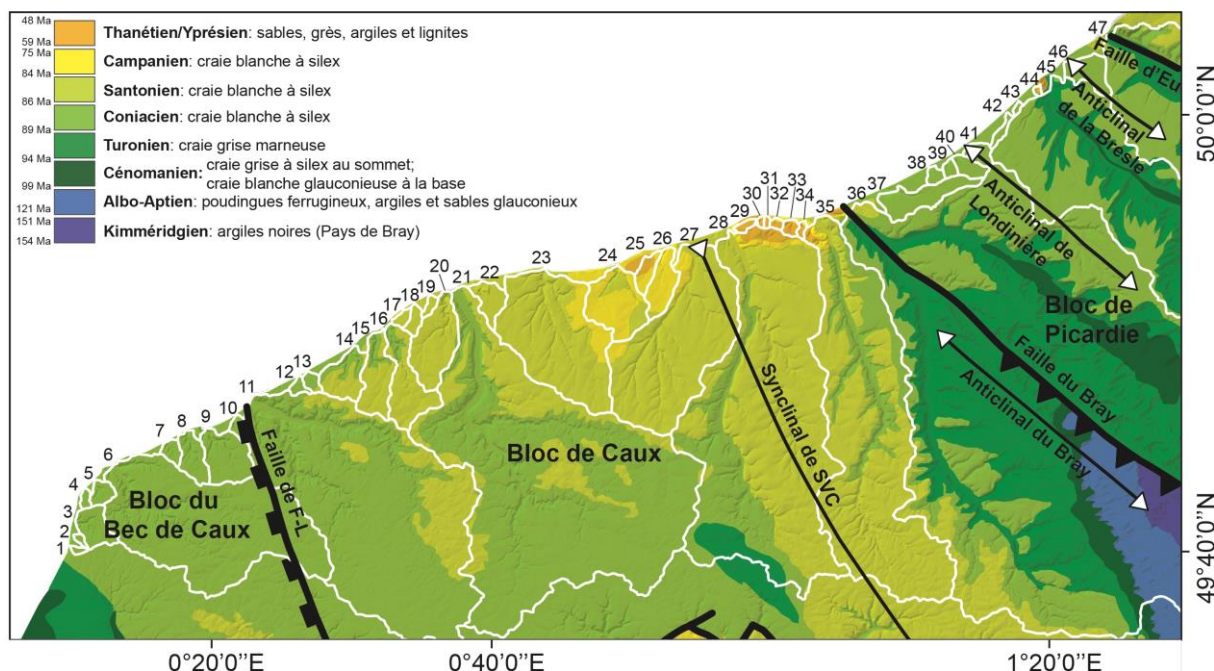 48 Ma
Thanétien/Yprésien: sables, grès, argiles et lignites
59 Ma
75 Ma
Campanien: craie blanche à silex
84 Ma
Santonien: craie blanche à silex
86 Ma
Coniacien: craie blanche à silex
89 Ma
Turonien: craie grise marneuse
94 Ma
Cénomanien: craie grise à silex au sommet;
craie blanche glauconieuse à la base
99 Ma
Albo-Aptien: poudingues ferrugineux, argiles et sables glauconieux
121 Ma
151 Ma
Kimméridgien: argiles noires (Pays de Bray)
154 Ma
1
2
3
4
5
6
7
8
9
10
11
12
13
14
15
16
17
18
19
20
21
22
23
24
25
26
27
28
29
30
31
32
33
34
35
36
37
38
39
40
41
42
43
44
45
46
47
Faille d'Eu
Anticlinal
de la Bresle
Anticlinal de
Londinière
Bloc de
Picardie
Faille du Bray
Anticlinal du Bray
Synclinal de SVC
Bloc de Caux
Faille de F-L
Bloc du
Bec de Caux
50°0'0''N
49°40'0''N
0°20'0''E
0°40'0''E
1°20'0''E